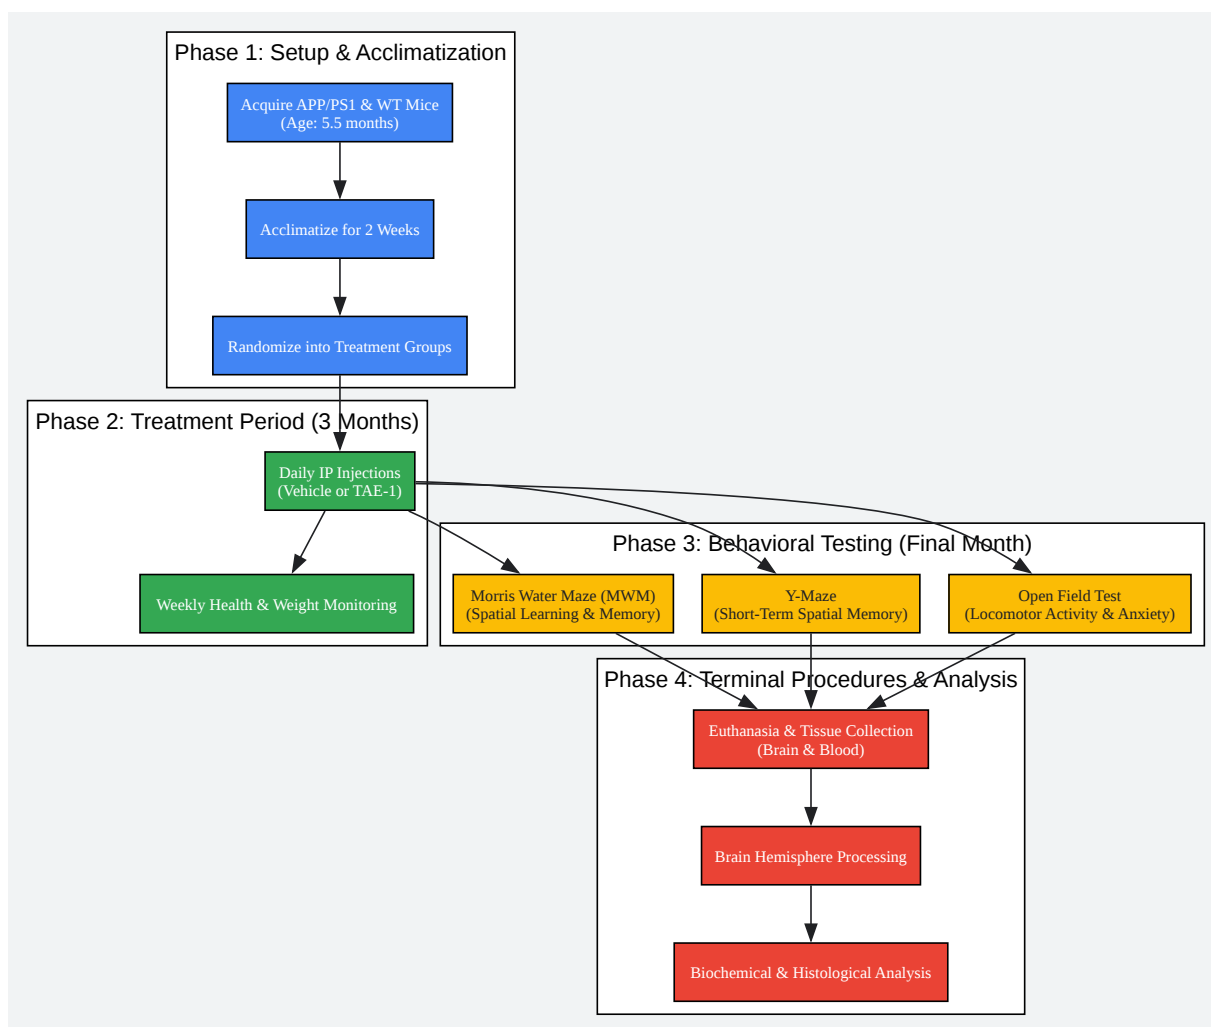 Phase 1: Setup & Acclimatization
Acquire APP/PS1 & WT Mice
(Age: 5.5 months)
Acclimatize for 2 Weeks
Randomize into Treatment Groups
Phase 2: Treatment Period (3 Months)
Daily IP Injections
(Vehicle or TAE-1)
Weekly Health & Weight Monitoring
Phase 3: Behavioral Testing (Final Month)
Morris Water Maze (MWM)
(Spatial Learning & Memory)
Y-Maze
(Short-Term Spatial Memory)
Open Field Test
(Locomotor Activity & Anxiety)
Phase 4: Terminal Procedures & Analysis
Euthanasia & Tissue Collection
(Brain & Blood)
Brain Hemisphere Processing
Biochemical & Histological Analysis